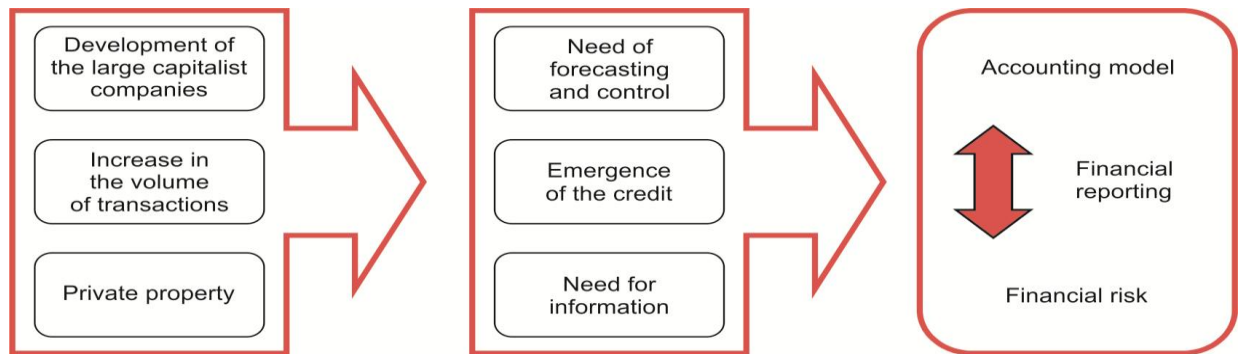 Development of
the large capitalist
companies
Increase in
the volume
of transactions
Private property
Need of
forecasting
and control
Emergence
of the credit
Need for
information
Accounting model
Financial
reporting
Financial risk